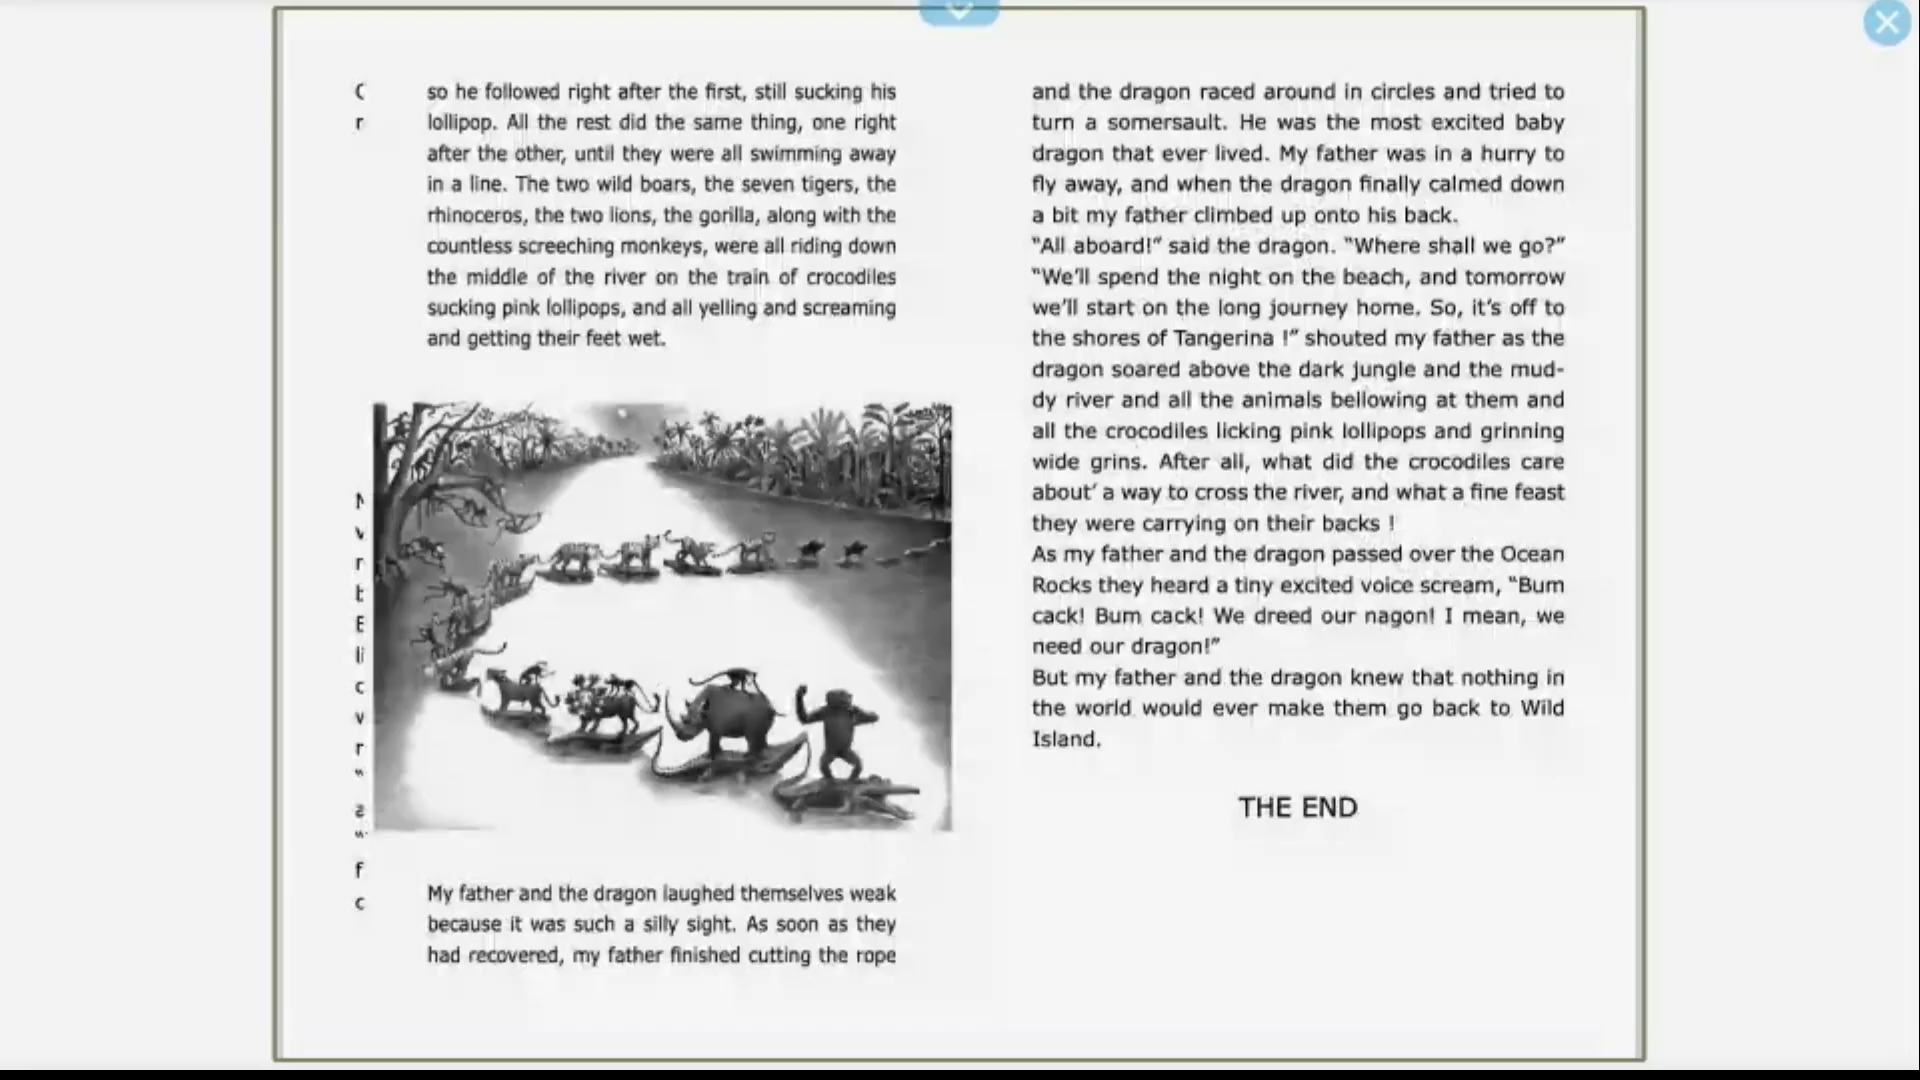 so he followed right after the first, still sucking his
lollipop. All the rest did the same thing, one right
after the other, until they were all swimming away
in a line. The two wild boars, the seven tigers, the
rhinoceros, the two lions, the gorilla, along with the
countless screeching monkeys, were all riding down
the middle of the river on the train of crocodiles
sucking pink lollipops, and all yelling and screaming
and getting their feet wet.
My father and the dragon laughed themselves weak
because it was such a silly sight. As soon as they
had recovered, my father finished cutting the rope
and the dragon raced around in circles and tried to
turn a somersault. He was the most excited baby
dragon that ever lived. My father was in a hurry to
fly away, and when the dragon finally calmed down
a bit my father climbed up onto his back.
"All aboard!" said the dragon. "Where shall we go?"
"We'll spend the night on the beach, and tomorrow
we'll start on the long journey home. So, it's off to
the shores of Tangerina !" shouted my father as the
dragon soared above the dark jungle and the mud-
dy river and all the animals bellowing at them and
all the crocodiles licking pink lollipops and grinning
wide grins. After all, what did the crocodiles care
about' a way to cross the river, and what a fine feast
they were carrying on their backs !
As my father and the dragon passed over the Ocean
Rocks they heard a tiny excited voice scream, "Bum
cack! Bum cack! We dreed our nagon! I mean, we
need our dragon!"
But my father and the dragon knew that nothing in
the world would ever make them go back to Wild
Island.
THE END